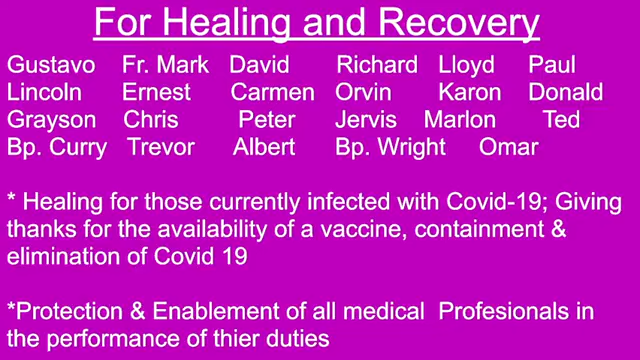 For Healing and Recovery
Gustavo Fr. Mark David Richard Lloyd Paul
Lincoln Ernest Carmen Orvin Karon Donald
Grayson Chris Peter Jervis Marlon Ted
Bp. Curry Trevor Albert Bp. Wright Omar
* Healing for those currently infected with Covid-19; Giving
thanks for the availability of a vaccine, containment &
elimination of Covid 19
*Protection & Enablement of all medical Profesionals in
the performance of thier duties